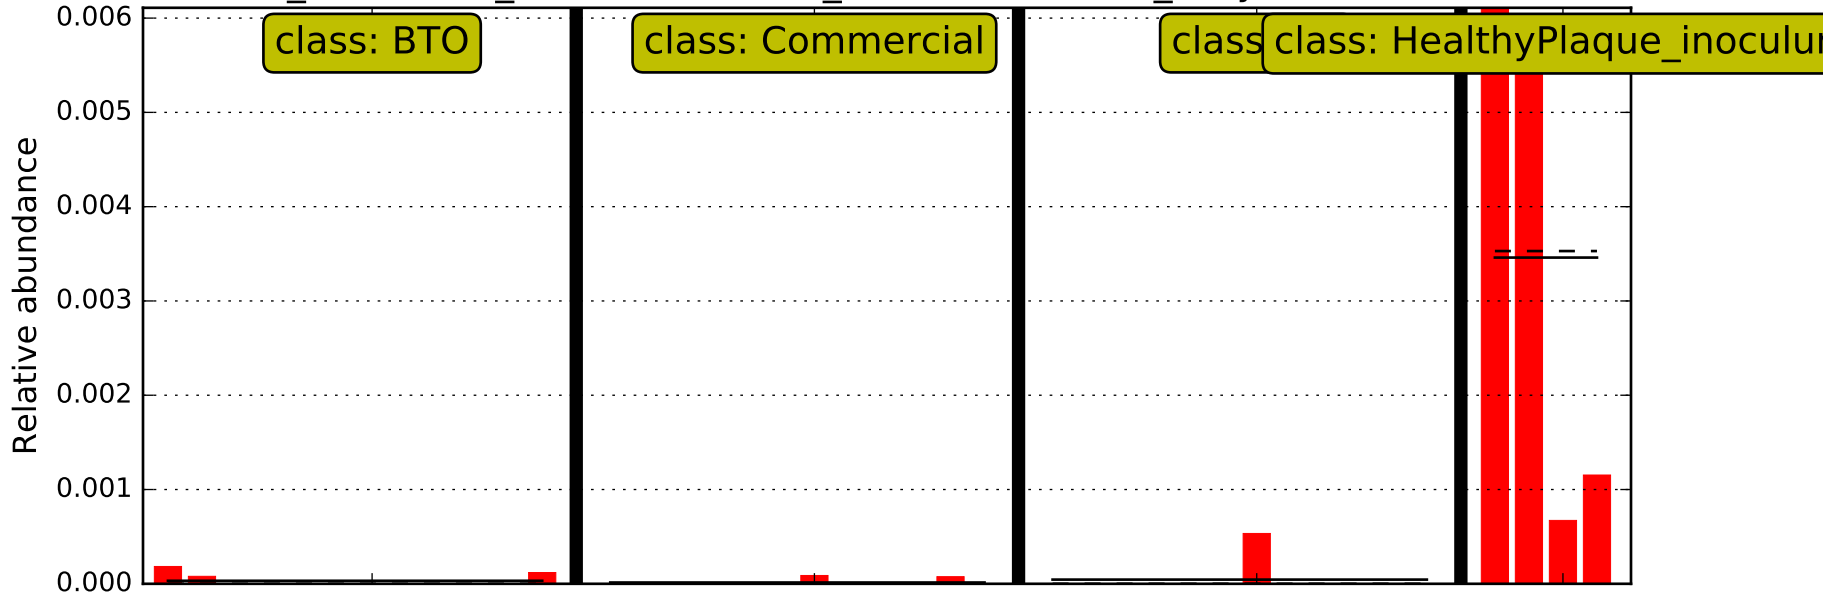 0.006
class: BTO
class: Commercial
class
class: HealthyPlaque_inoculu
0.005
0.004
0.003
0.002
0.001
0.000
Relative abundance